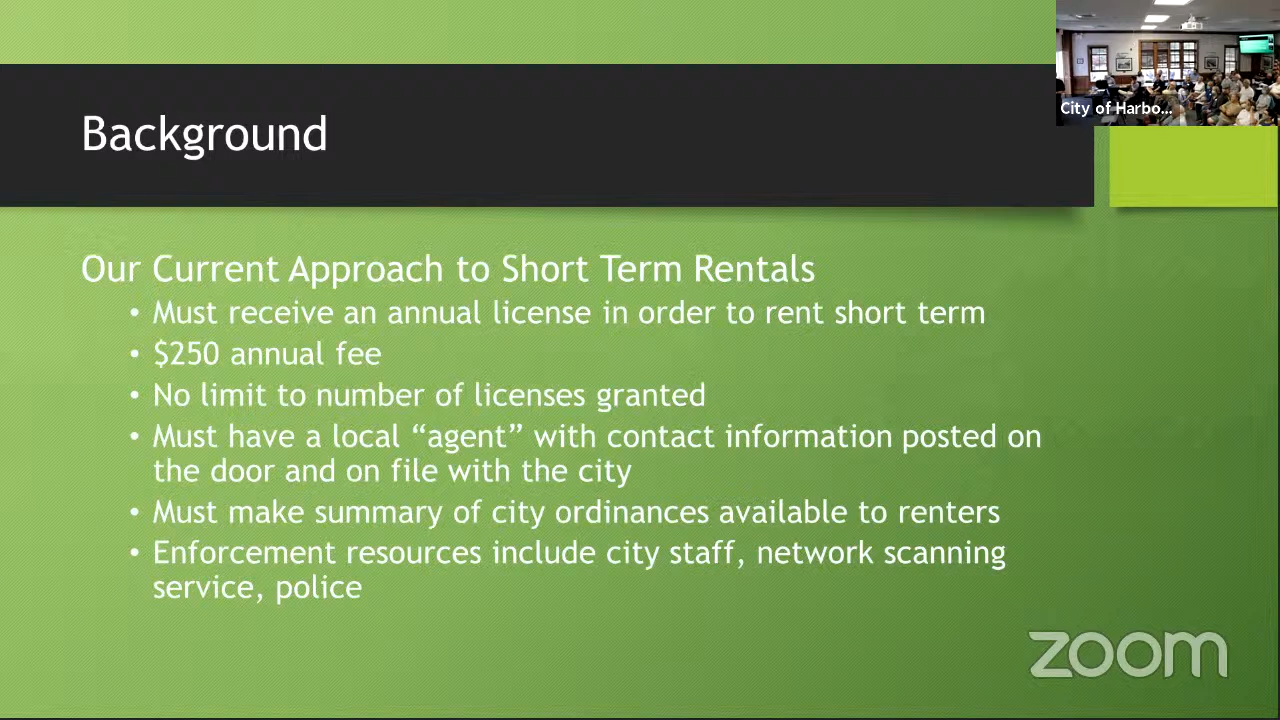 City of Harbo...
Background
Our Current Approach to Short Term Rentals
• Must receive an annual license in order to rent short term
• $250 annual fee
• No limit to number of licenses granted
• Must have a local “agent” with contact information posted on
the door and on file with the city
• Must make summary of city ordinances available to renters
• Enforcement resources include city staff, network scanning
service, police
zoom